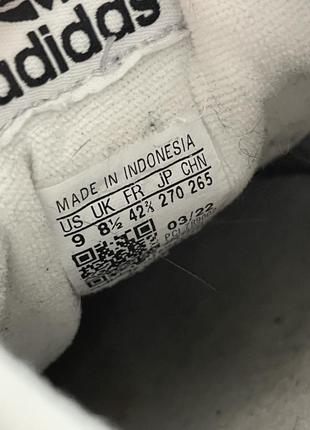 adidas
MADE IN INDONESIA
US UK FR JP CHN
9 8½ 42⅔ 270 265
03/22